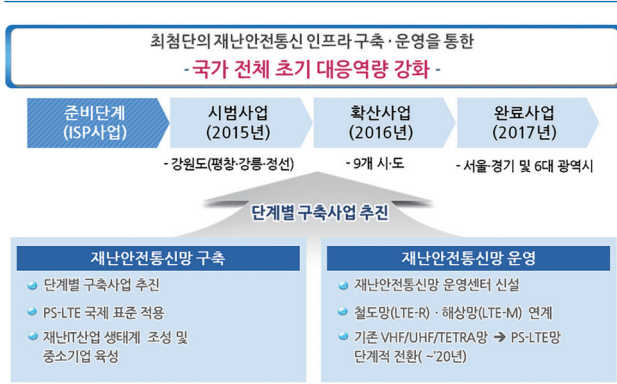 최첨단의 재난안전통신 인프라 구축·운영을 통한
- 국가 전체 초기 대응역량 강화 -
준비단계
(ISP사업)
시범사업
(2015년)
확산사업
(2016년)
완료사업
(2017년)
- 강원도(평창·강릉·정선)
- 9개 시·도
- 서울·경기 및 6대 광역시
단계별 구축사업 추진
재난안전통신망 구축
단계별 구축사업 추진
PS-LTE 국제 표준 적용
재난IT산업 생태계 조성 및
중소기업 육성
재난안전통신망 운영
재난안전통신망 운영센터 신설
철도망(LTE-R)·해상망(LTE-M) 연계
기존 VHF/UHF/TETRA망 → PS-LTE망
단계적 전환( ~'20년)